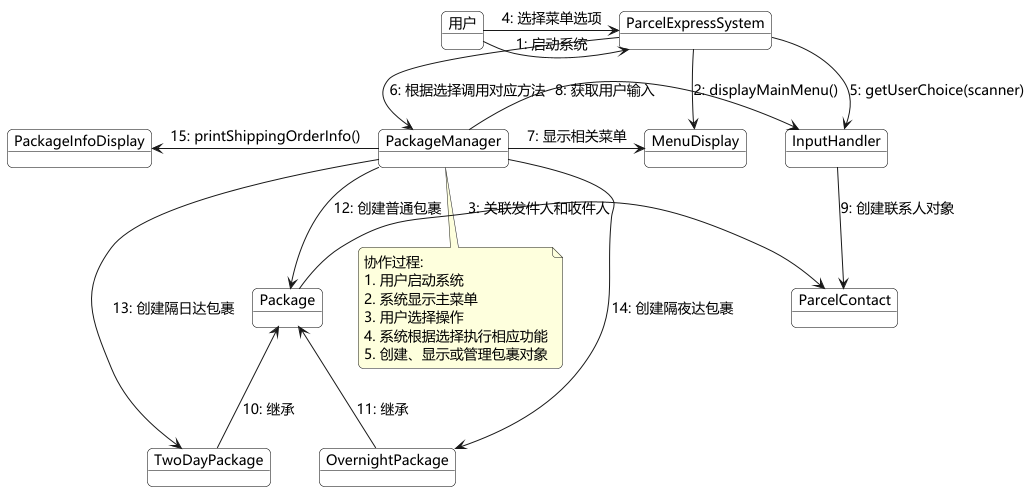 用户
4: 选择菜单选项
ParcelExpressSystem
1: 启动系统
6: 根据选择调用对应方法
8: 获取用户输入
2: displayMainMenu()
5: getUserChoice(scanner)
PackageInfoDisplay
15: printShippingOrderInfo()
PackageManager
7: 显示相关菜单
MenuDisplay
InputHandler
12: 创建普通包裹
3: 关联发件人和收件人
9: 创建联系人对象
协作过程:
1. 用户启动系统
2. 系统显示主菜单
3. 用户选择操作
4. 系统根据选择执行相应功能
5. 创建、显示或管理包裹对象
13: 创建隔日达包裹
Package
14: 创建隔夜达包裹
ParcelContact
10: 继承
11: 继承
TwoDayPackage
OvernightPackage